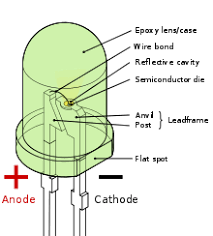 Epoxy lens/case
Wire bond
Reflective cavity
Semiconductor die
Anvil
Post
Leadframe
Flat spot
Anode
Cathode